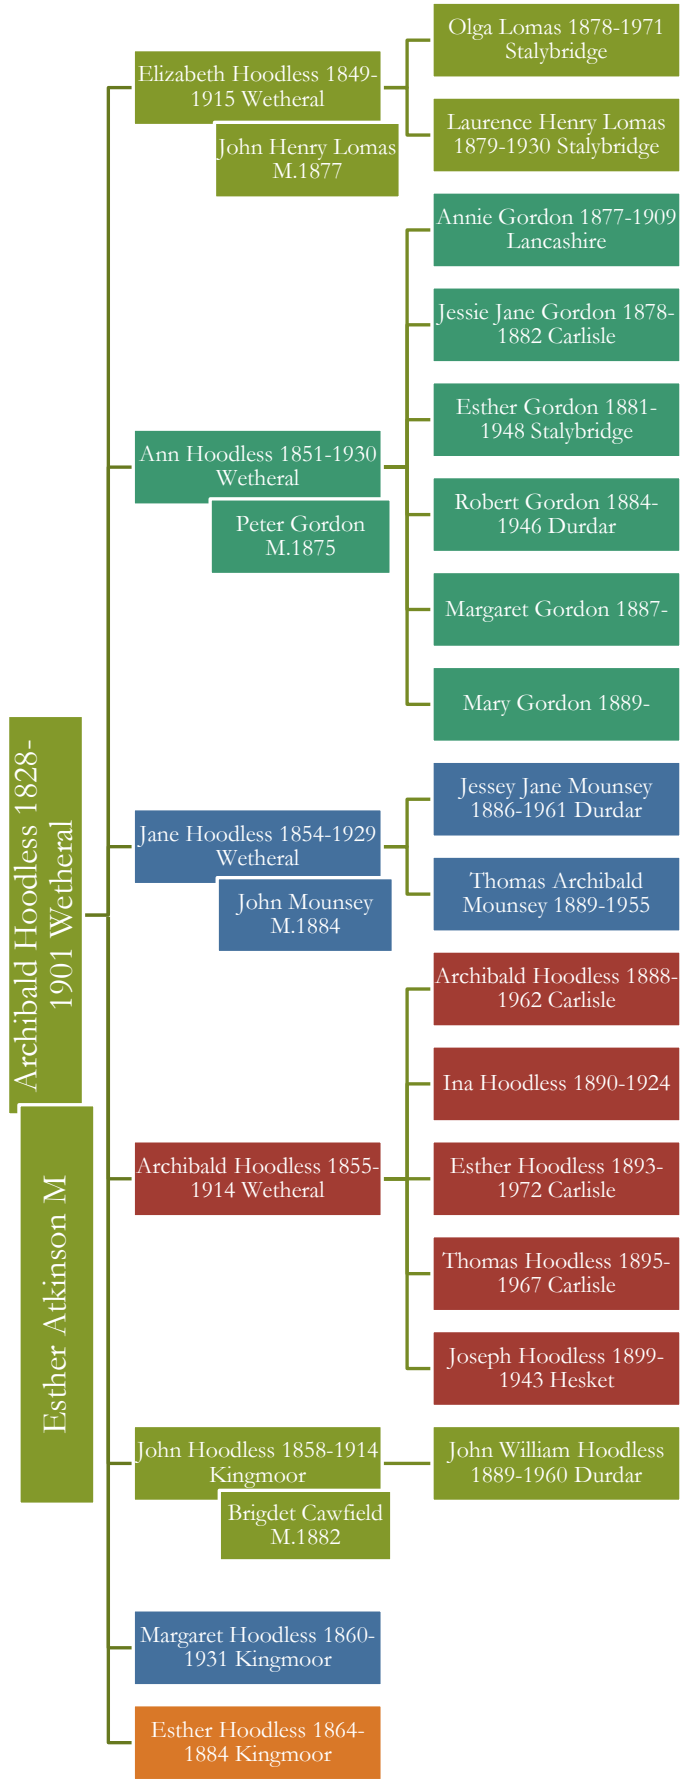 Archibald Hoodless 1828-
1901 Wetheral
Esther Atkinson M
Elizabeth Hoodless 1849-
1915 Wetheral
John Henry Lomas
M.1877
Olga Lomas 1878-1971
Stalybridge
Laurence Henry Lomas
1879-1930 Stalybridge
Ann Hoodless 1851-1930
Wetheral
Peter Gordon
M.1875
Annie Gordon 1877-1909
Lancashire
Jessie Jane Gordon 1878-
1882 Carlisle
Esther Gordon 1881-
1948 Stalybridge
Robert Gordon 1884-
1946 Durdar
Margaret Gordon 1887-
Mary Gordon 1889-
Jane Hoodless 1854-1929
Wetheral
John Mounsey
M.1884
Jessey Jane Mounsey
1886-1961 Durdar
Thomas Archibald
Mounsey 1889-1955
Archibald Hoodless 1855-
1914 Wetheral
Archibald Hoodless 1888-
1962 Carlisle
Ina Hoodless 1890-1924
Esther Hoodless 1893-
1972 Carlisle
Thomas Hoodless 1895-
1967 Carlisle
Joseph Hoodless 1899-
1943 Hesket
John Hoodless 1858-1914
Kingmoor
Brigdet Cawfield
M.1882
John William Hoodless
1889-1960 Durdar
Margaret Hoodless 1860-
1931 Kingmoor
Esther Hoodless 1864-
1884 Kingmoor